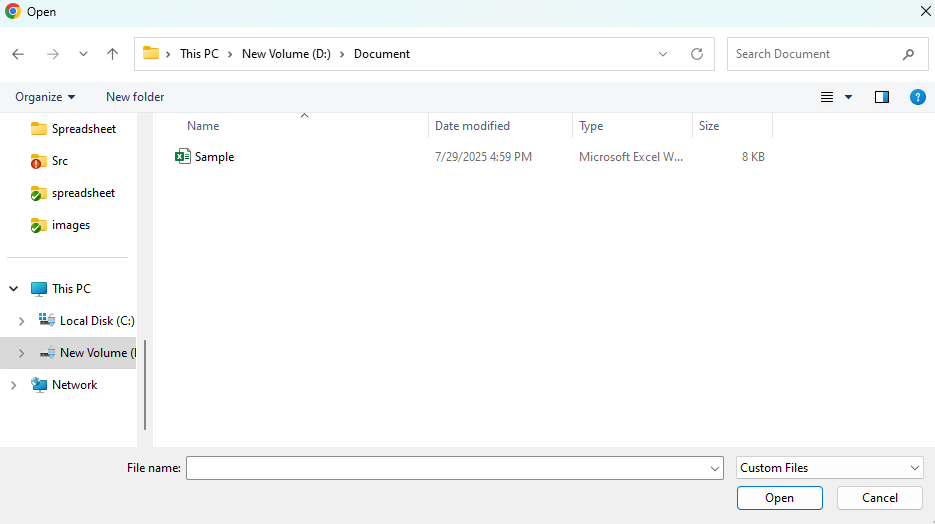 Open
This PC > New Volume (D:) > Document
Search Document
Organize
New folder
Name
Date modified
Type
Size
Spreadsheet
Src
spreadsheet
images
This PC
Local Disk (C:)
New Volume (
Network
Sample
7/29/2025 4:59 PM
Microsoft Excel W...
8 KB
File name:
Custom Files
Open
Cancel